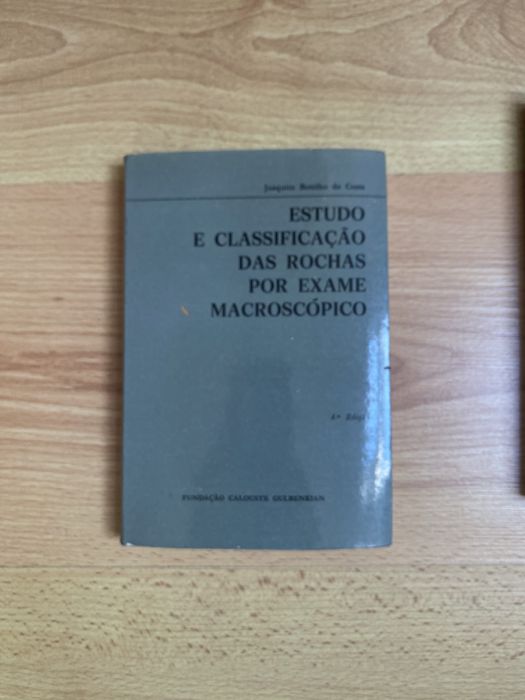 Joaquim Botelho da Costa
ESTUDO
E CLASSIFICAÇÃO
DAS ROCHAS
POR EXAME
MACROSCÓPICO
FUNDAÇÃO CALOUSTE GULBENKIAN